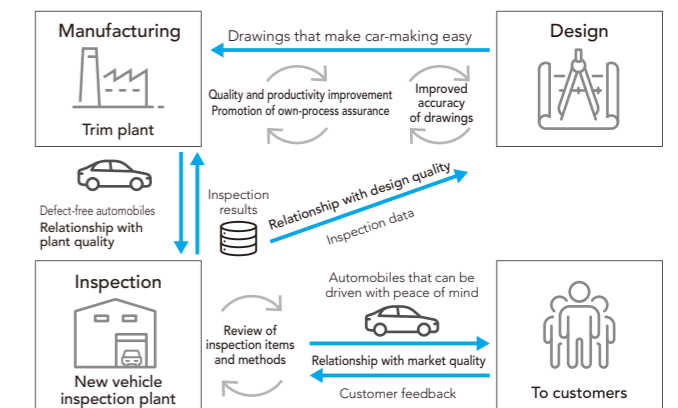 Manufacturing
Trim plant
Drawings that make car-making easy
Design
Quality and productivity improvement
Promotion of own-process assurance
Improved
accuracy
of drawings
Defect-free automobiles
Relationship with
plant quality
Inspection
results
Relationship with design quality
Inspection data
Inspection
New vehicle
inspection plant
Review of
inspection items
and methods
Automobiles that can be
driven with peace of mind
Relationship with market quality
Customer feedback
To customers